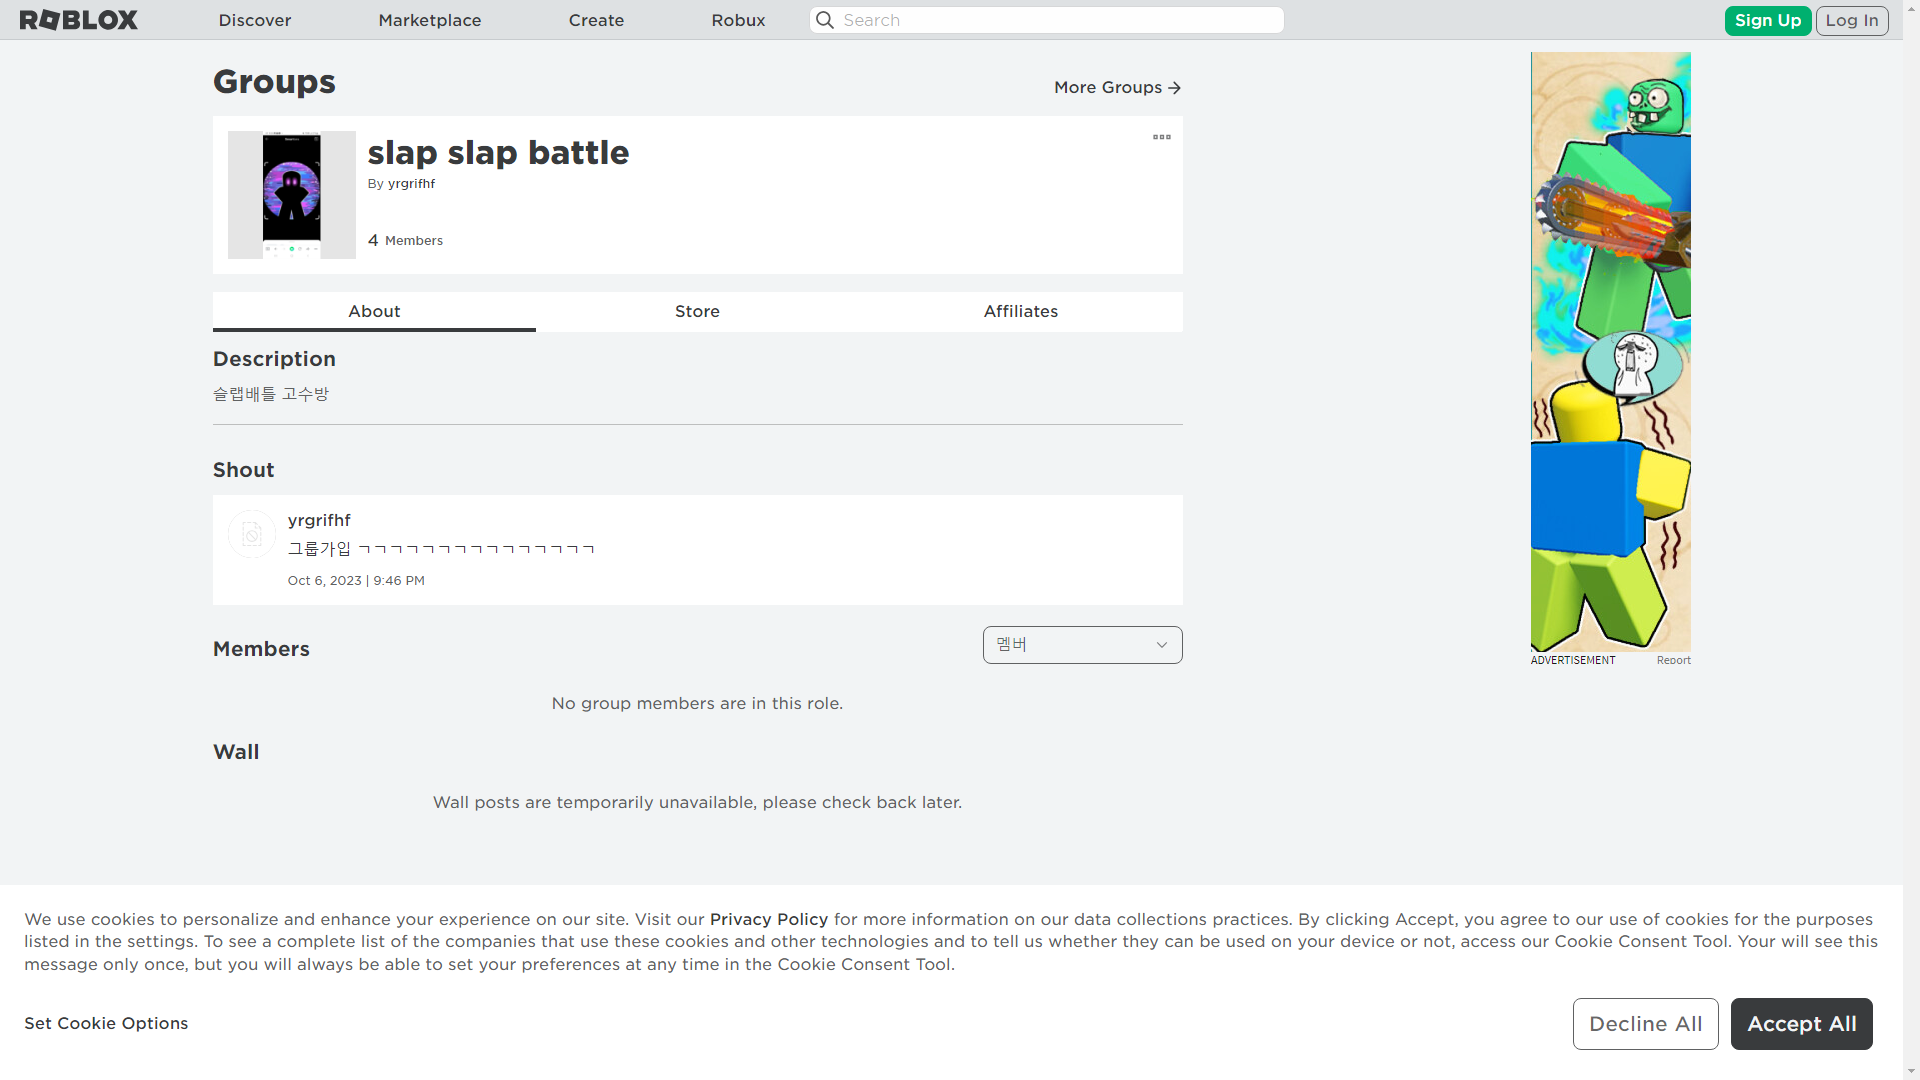 ROBLOX
Discover
Marketplace
Create
Robux
Search
Sign Up
Log In
Groups
More Groups
slap slap battle
By yrgrifhf
4 Members
About
Store
Affiliates
Description
슬랩배틀 고수방
Shout
yrgrifhf
그룹가입 ㄱㄱㄱㄱㄱㄱㄱㄱㄱㄱㄱㄱㄱㄱㄱ
Oct 6, 2023 | 9:46 PM
Members
멤버
No group members are in this role.
Wall
Wall posts are temporarily unavailable, please check back later.
ADVERTISEMENT
Report
We use cookies to personalize and enhance your experience on our site. Visit our Privacy Policy for more information on our data collections practices. By clicking Accept, you agree to our use of cookies for the purposes
listed in the settings. To see a complete list of the companies that use these cookies and other technologies and to tell us whether they can be used on your device or not, access our Cookie Consent Tool. Your will see this
message only once, but you will always be able to set your preferences at any time in the Cookie Consent Tool.
Set Cookie Options
Decline All
Accept All